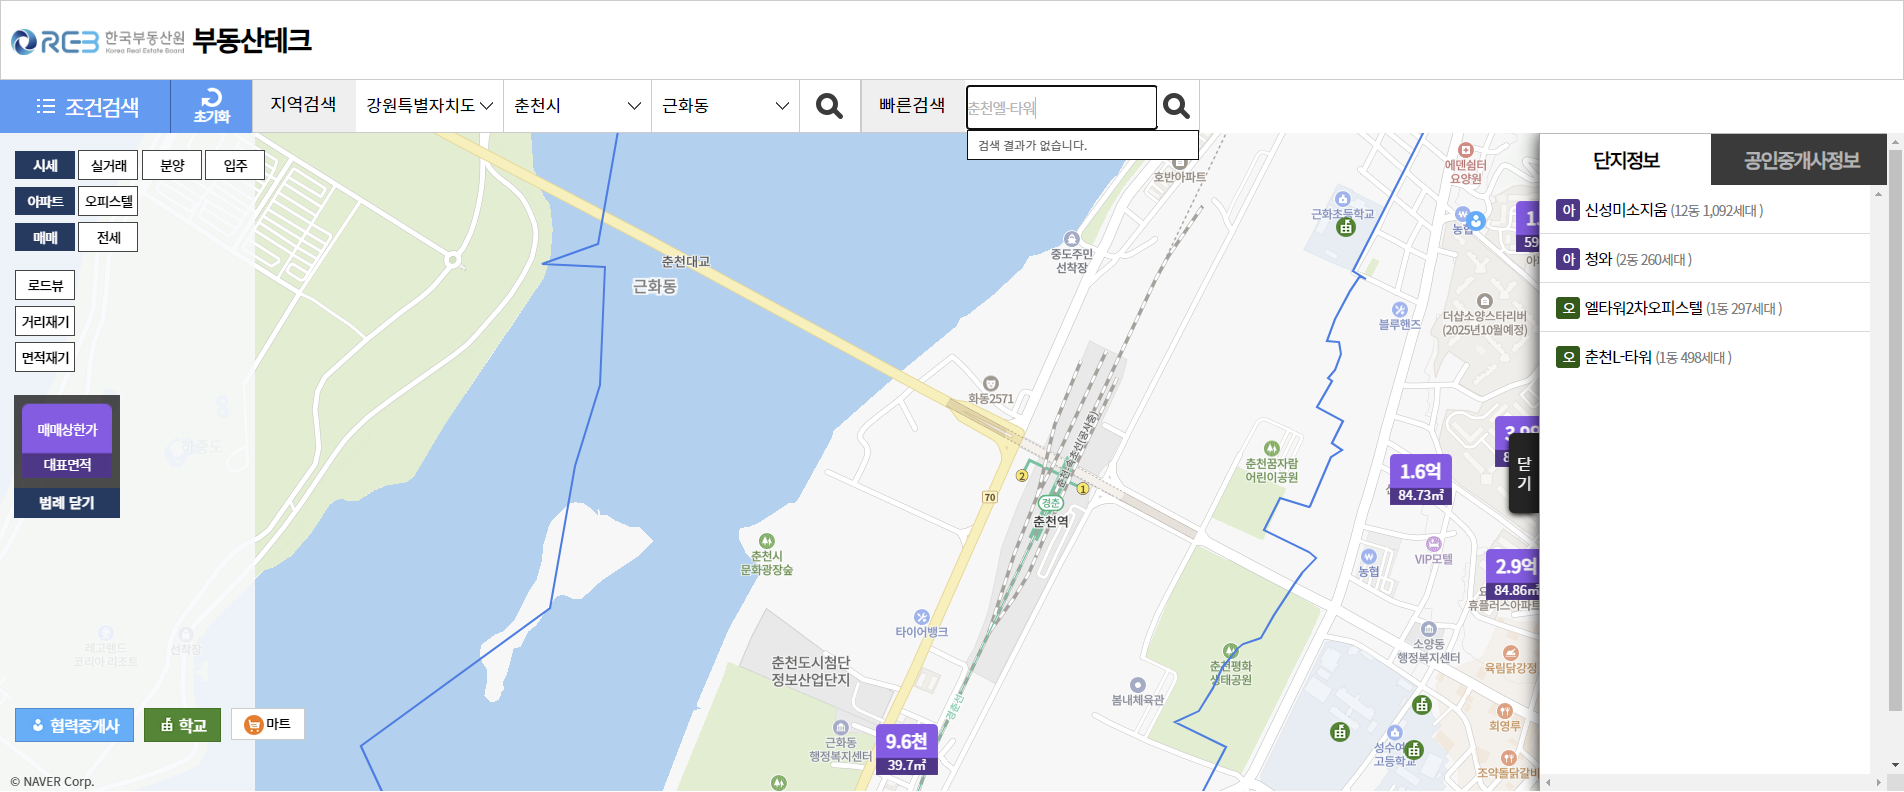 REB 한국부동산원 부동산테크
Korea Real Estate Board
조건검색
초기화
지역검색
강원특별자치도
춘천시
근화동
빠른검색
춘천엘-타워
검색 결과가 없습니다.
시세 실거래 분양 입주
아파트 오피스텔
매매 전세
로드뷰
거리재기
면적재기
매매상한가
대표면적
범례 닫기
하중도
레고랜드
코리아 리조트
선착장
협력중개사
학교
마트
© NAVER Corp.
춘천대교
근화동
중도주민
선착장
호반아파트
근화초등학교
에덴쉼터
요양원
농협
블루핸즈
더샵소양스타리버
(2025년10월예정)
화동2571
춘천속초선(공사중)
2
1
70
경춘
춘천역
춘천꿈자람
어린이공원
1.6억
84.73㎡
VIP모텔
농협
2.9억
84.86㎡
휴플러스아파트
춘천시
문화광장숲
타이어뱅크
춘천도시첨단
정보산업단지
경춘선
춘천평화
생태공원
봄내체육관
소양동
행정복지센터
육림닭강정
회영루
성수여
고등학교
조약돌닭갈비
근화동
행정복지센터
9.6천
39.7㎡
닫
기
단지정보
공인중개사정보
아 신성미소지움 (12동 1,092세대 )
아 청와 (2동 260세대 )
오 엘타워2차오피스텔 (1동 297세대 )
오 춘천L-타워 (1동 498세대 )